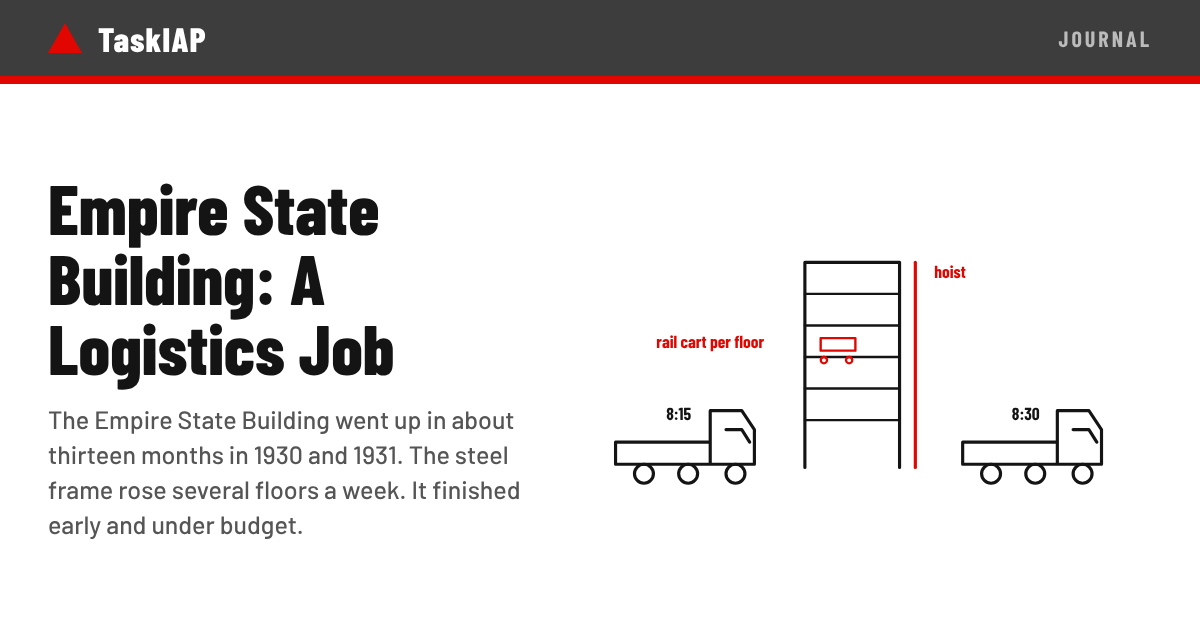 TaskIAP
JOURNAL
Empire State
Building: A
Logistics Job
The Empire State Building went up in about
thirteen months in 1930 and 1931. The steel
frame rose several floors a week. It finished
early and under budget.
hoist
rail cart per floor
8:15
8:30